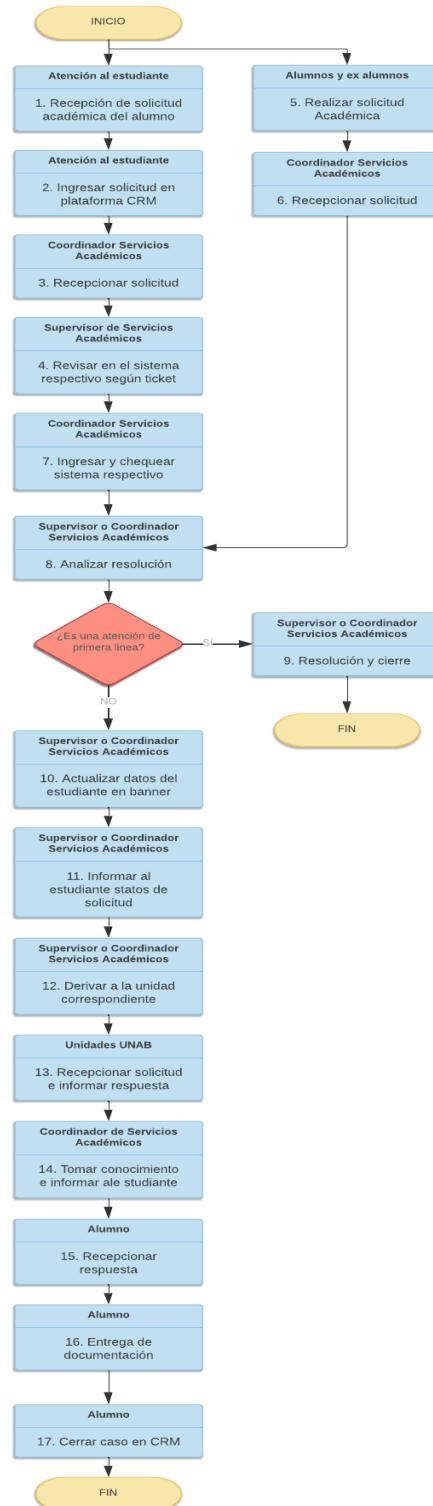 INICIO
Atención al estudiante
1. Recepción de solicitud
académica del alumno
Alumnos y ex alumnos
5. Realizar solicitud
Académica
Atención al estudiante
2. Ingresar solicitud en
plataforma CRM
Coordinador Servicios
Académicos
6. Recepcionar solicitud
Coordinador Servicios
Académicos
3. Recepcionar solicitud
Supervisor de Servicios
Académicos
4. Revisar en el sistema
respectivo según ticket
Coordinador Servicios
Académicos
7. Ingresar y chequear
sistema respectivo
Supervisor o Coordinador
Servicios Académicos
8. Analizar resolución
¿Es una atención de
primera linea?
SÍ
Supervisor o Coordinador
Servicios Académicos
9. Resolución y cierre
FIN
NO
Supervisor o Coordinador
Servicios Académicos
10. Actualizar datos del
estudiante en banner
Supervisor o Coordinador
Servicios Académicos
11. Informar al
estudiante statos de
solicitud
Supervisor o Coordinador
Servicios Académicos
12. Derivar a la unidad
correspondiente
Unidades UNAB
13. Recepcionar solicitud
e informar respuesta
Coordinador de Servicios
Académicos
14. Tomar conocimiento
e informar ale studiante
Alumno
15. Recepcionar
respuesta
Alumno
16. Entrega de
documentación
Alumno
17. Cerrar caso en CRM
FIN